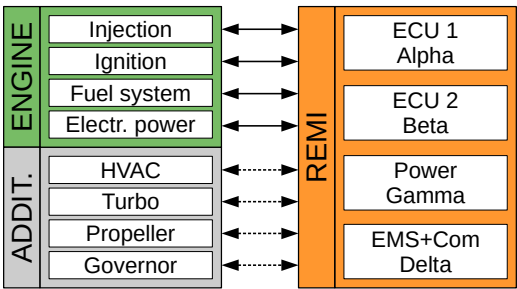 ENGINE
Injection
Ignition
Fuel system
Electr. power
ADDIT.
HVAC
Turbo
Propeller
Governor
REMI
ECU 1
Alpha
ECU 2
Beta
Power
Gamma
EMS+Com
Delta